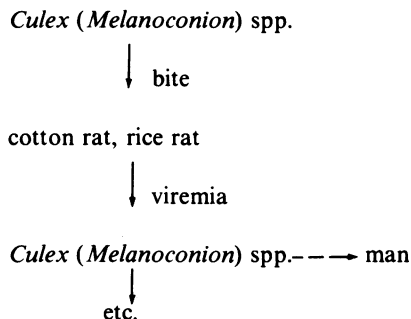 Culex (Melanoconion) spp.
bite
cotton rat, rice rat
viremia
Culex (Melanoconion) spp. man
etc.